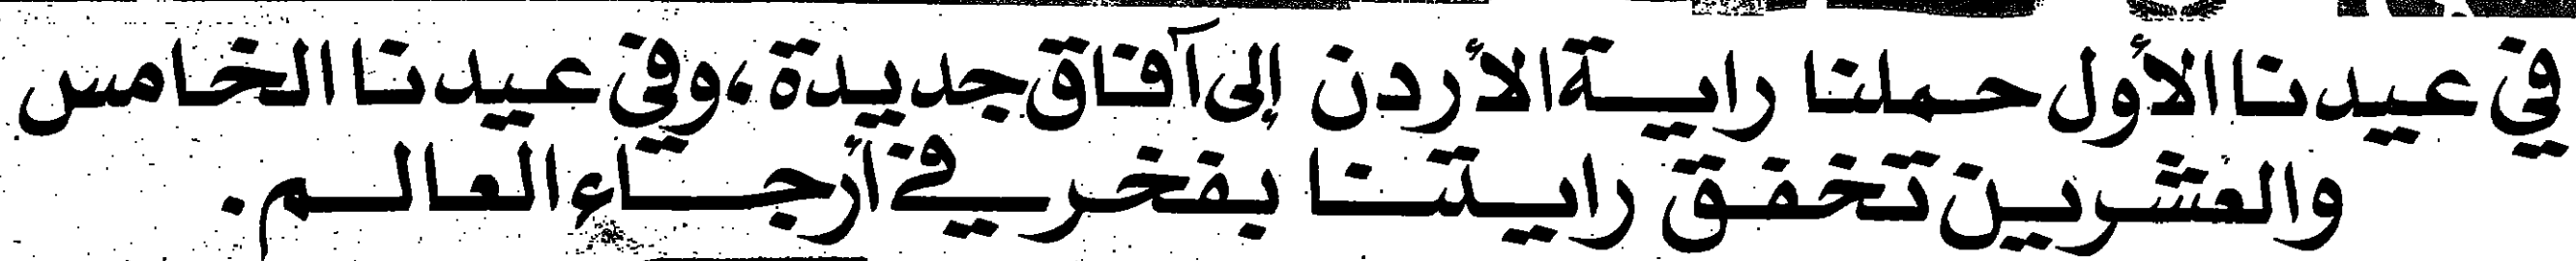 في عيدنا الأول حملنا راية الأردن إلى آفاق جديدة ، وفي عيدنا الخامس
والعشرين تخفق رايتنا بفخر في أرجاء العالم .